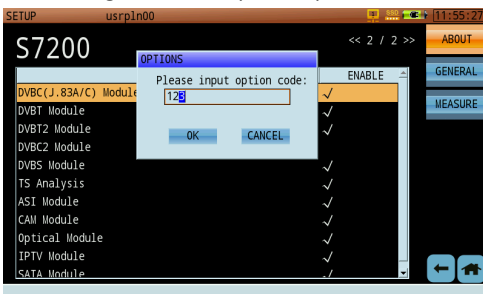 SETUP usrpln00 SSD 11:55:27
S7200 << 2 / 2 >> ABOUT
OPTIONS
Please input option code:
123
OK CANCEL
ENABLE
GENERAL
MEASURE
DVBC(J.83A/C) Module
DVBT Module
DVBT2 Module
DVBC2 Module
DVBS Module
TS Analysis
ASI Module
CAM Module
Optical Module
IPTV Module
SATA Module